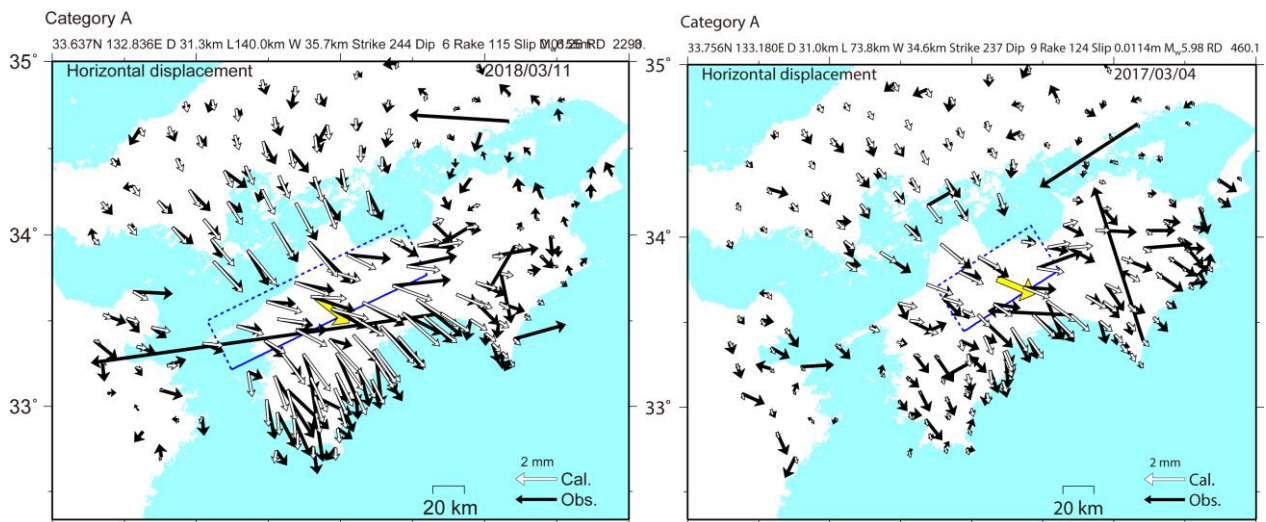 Category A
33.637N 132.836E D 31.3km L140.0km W 35.7km Strike 244 Dip 6 Rake 115 Slip RD
35°
Horizontal displacement 2018/03/11
34°
33°
2 mm
Cal.
Obs.
20 km
Category A
33.756N 133.180E D 31.0km L 73.8km W 34.6km Strike 237 Dip 9 Rake 124 Slip 0.0114m Mw5.98 RD 460.1
35°
Horizontal displacement 2017/03/04
34°
33°
2 mm
Cal.
Obs.
20 km